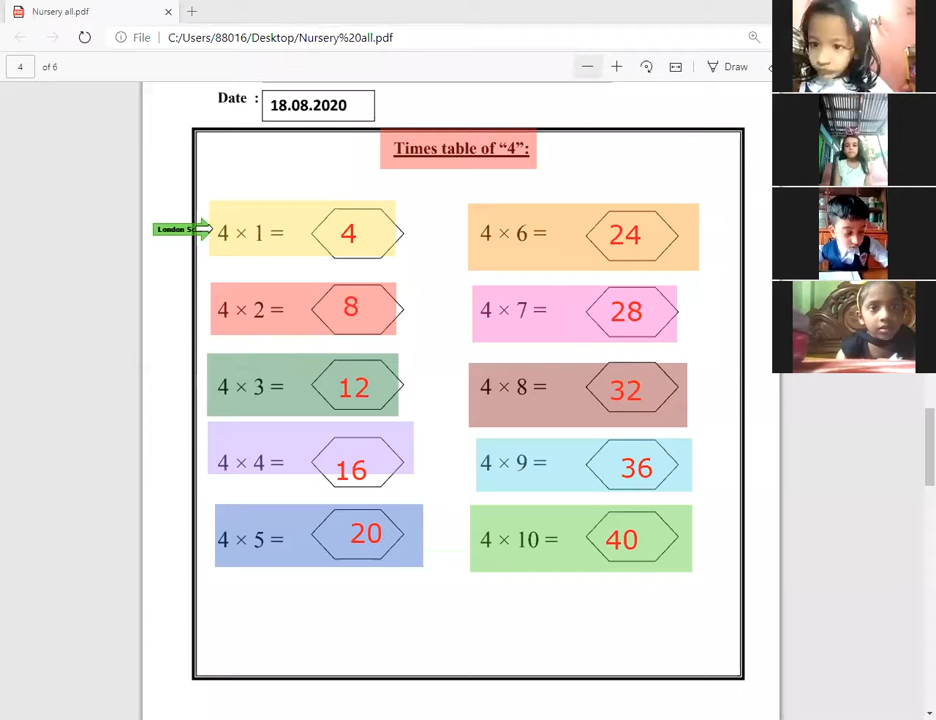 Nursery all.pdf
File C:/Users/88016/Desktop/Nursery%20all.pdf
4 of 6 Draw
Date : 18.08.2020
Times table of “4”:
London
4 × 1 = 4
4 × 2 = 8
4 × 3 = 12
4 × 4 = 16
4 × 5 = 20
4 × 6 = 24
4 × 7 = 28
4 × 8 = 32
4 × 9 = 36
4 × 10 = 40